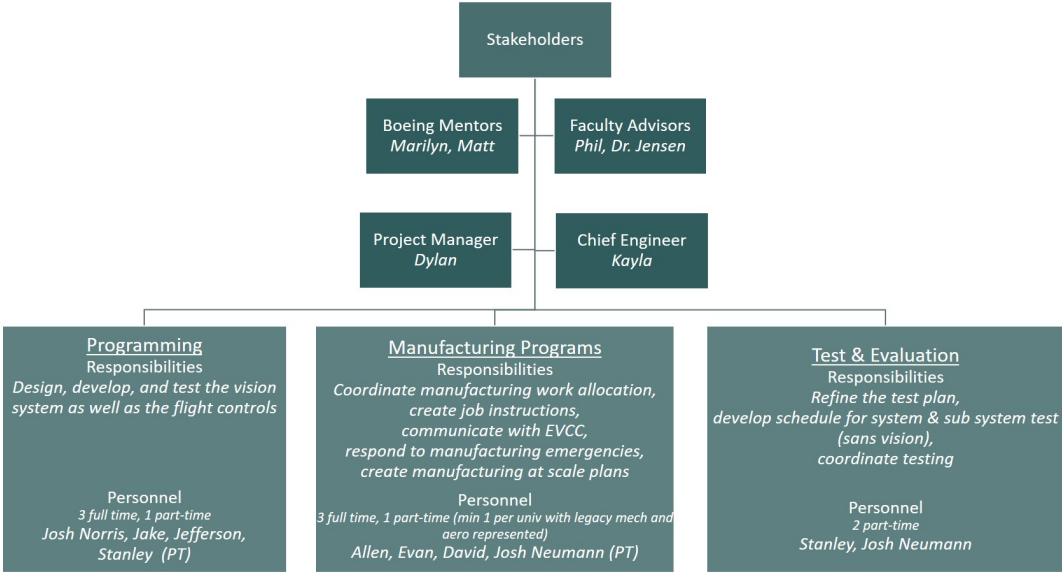 Stakeholders
Boeing Mentors
Marilyn, Matt
Faculty Advisors
Phil, Dr. Jensen
Project Manager
Dylan
Chief Engineer
Kayla
Programming
Responsibilities
Design, develop, and test the vision
system as well as the flight controls
Personnel
3 full time, 1 part-time
Josh Norris, Jake, Jefferson,
Stanley (PT)
Manufacturing Programs
Responsibilities
Coordinate manufacturing work allocation,
create job instructions,
communicate with EVCC,
respond to manufacturing emergencies,
create manufacturing at scale plans
Personnel
3 full time, 1 part-time (min 1 per univ with legacy mech and
aero represented)
Allen, Evan, David, Josh Neumann (PT)
Test & Evaluation
Responsibilities
Refine the test plan,
develop schedule for system & sub system test
(sans vision),
coordinate testing
Personnel
2 part-time
Stanley, Josh Neumann